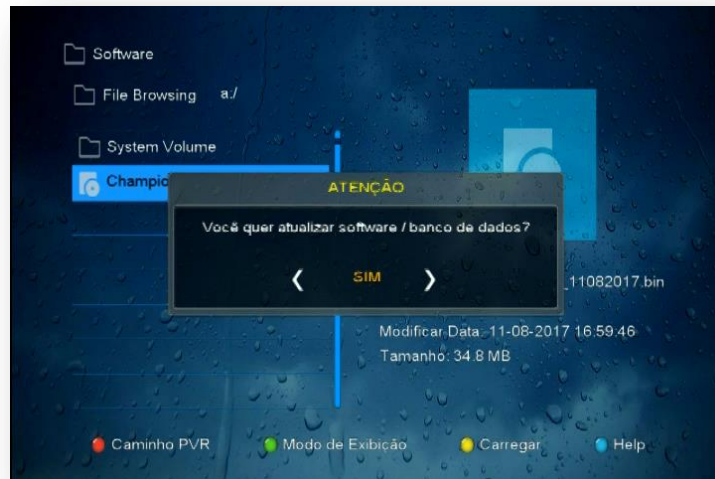 Software
File Browsing a:/
System Volume
Champio
ATENÇÃO
Você quer atualizar software / banco de dados?
SIM
_11082017.bin
Modificar Data: 11-08-2017 16:59:46
Tamanho: 34.8 MB
Caminho PVR Modo de Exibicão Carregar Help